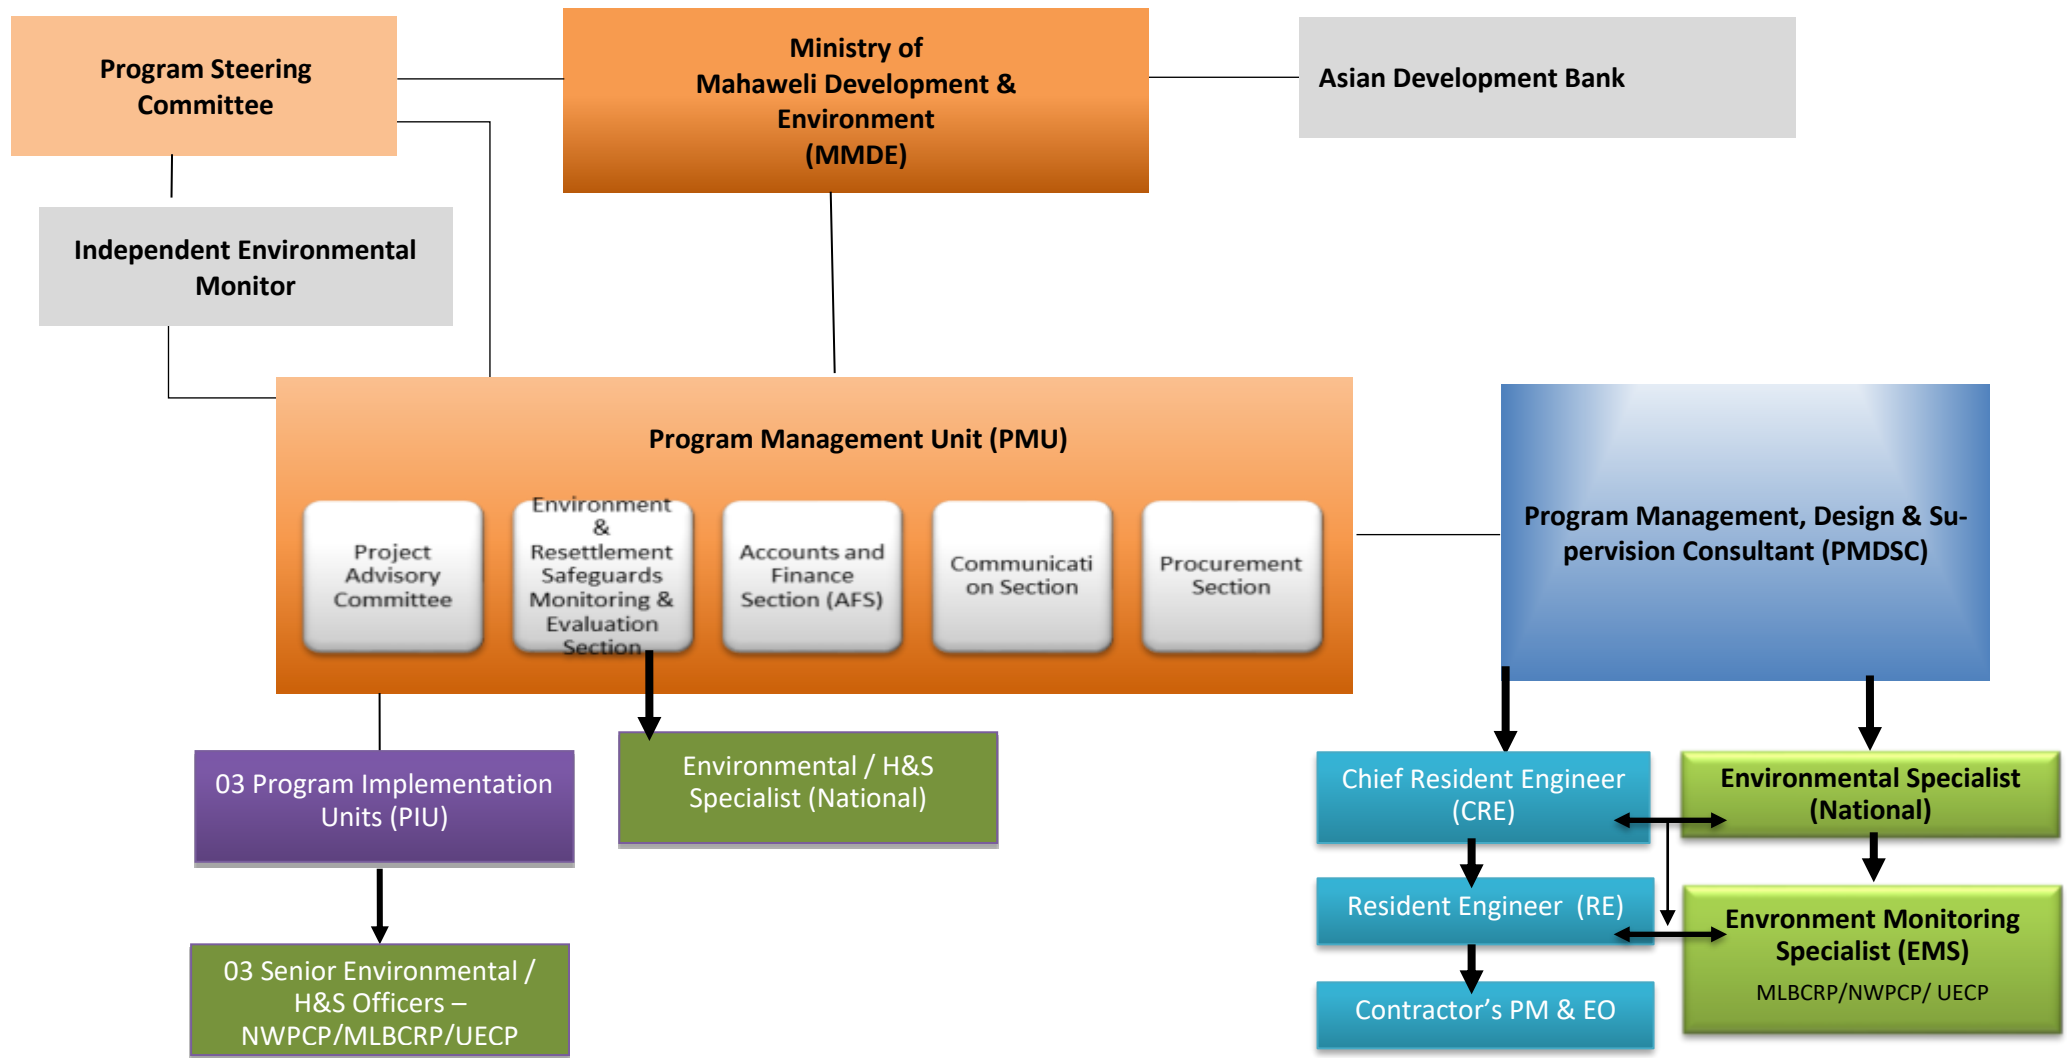 Program Steering
Committee
Ministry of
Mahaweli Development &
Environment
(MMDE)
Asian Development Bank
Independent Environmental
Monitor
Program Management Unit (PMU)
Project
Advisory
Committee
Environment
&
Resettlement
Safeguards
Monitoring &
Evaluation
Section
Accounts and
Finance
Section (AFS)
Communicati
on Section
Procurement
Section
Program Management, Design & Su-
pervision Consultant (PMDSC)
03 Program Implementation
Units (PIU)
Environmental / H&S
Specialist (National)
Chief Resident Engineer
(CRE)
Environmental Specialist
(National)
Resident Engineer (RE)
Envronment Monitoring
Specialist (EMS)
MLBCRP/NWPCP/ UECP
03 Senior Environmental /
H&S Officers –
NWPCP/MLBCRP/UECP
Contractor’s PM & EO